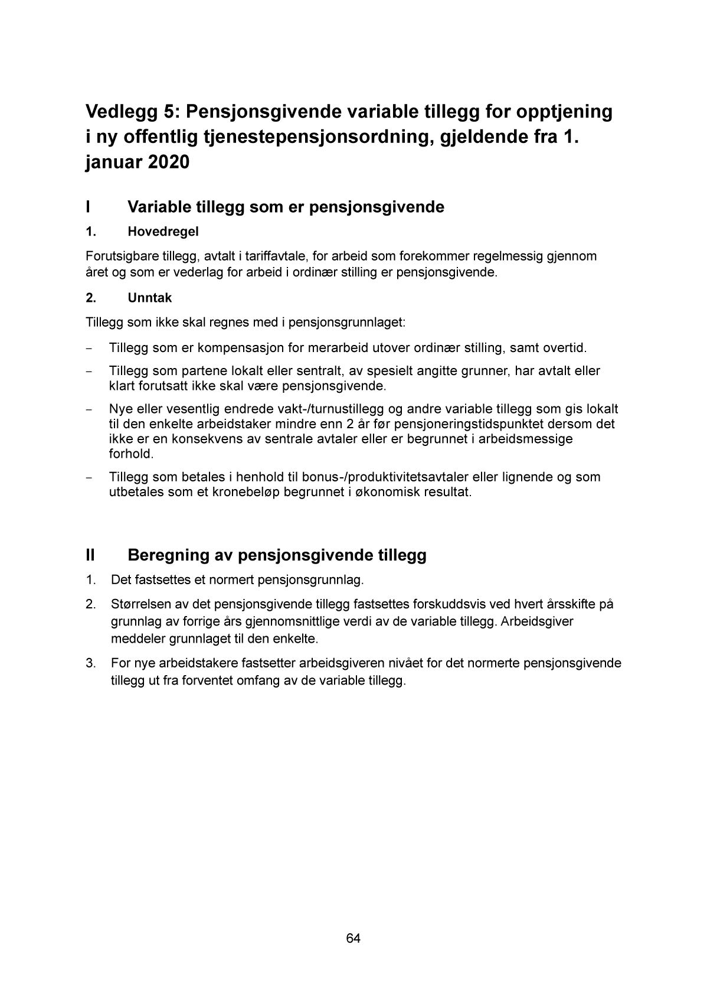 Vedlegg 5: Pensjonsgivende variable tillegg for opptjening
i ny offentlig tjenestepensjonsordning, gjeldende fra 1.
januar 2020
I Variable tillegg som er pensjonsgivende
1. Hovedregel
Forutsigbare tillegg, avtalt i tariffavtale, for arbeid som forekommer regelmessig gjennom
året og som er vederlag for arbeid i ordinær stilling er pensjonsgivende.
2. Unntak
Tillegg som ikke skal regnes med i pensjonsgrunnlaget:
– Tillegg som er kompensasjon for merarbeid utover ordinær stilling, samt overtid.
– Tillegg som partene lokalt eller sentralt, av spesielt angitte grunner, har avtalt eller
klart forutsatt ikke skal være pensjonsgivende.
– Nye eller vesentlig endrede vakt-/turnustillegg og andre variable tillegg som gis lokalt
til den enkelte arbeidstaker mindre enn 2 år før pensjoneringstidspunktet dersom det
ikke er en konsekvens av sentrale avtaler eller er begrunnet i arbeidsmessige
forhold.
– Tillegg som betales i henhold til bonus-/produktivitetsavtaler eller lignende og som
utbetales som et kronebeløp begrunnet i økonomisk resultat.
II Beregning av pensjonsgivende tillegg
1. Det fastsettes et normert pensjonsgrunnlag.
2. Størrelsen av det pensjonsgivende tillegg fastsettes forskuddsvis ved hvert årsskifte på
grunnlag av forrige års gjennomsnittlige verdi av de variable tillegg. Arbeidsgiver
meddeler grunnlaget til den enkelte.
3. For nye arbeidstakere fastsetter arbeidsgiveren nivået for det normerte pensjonsgivende
tillegg ut fra forventet omfang av de variable tillegg.
64